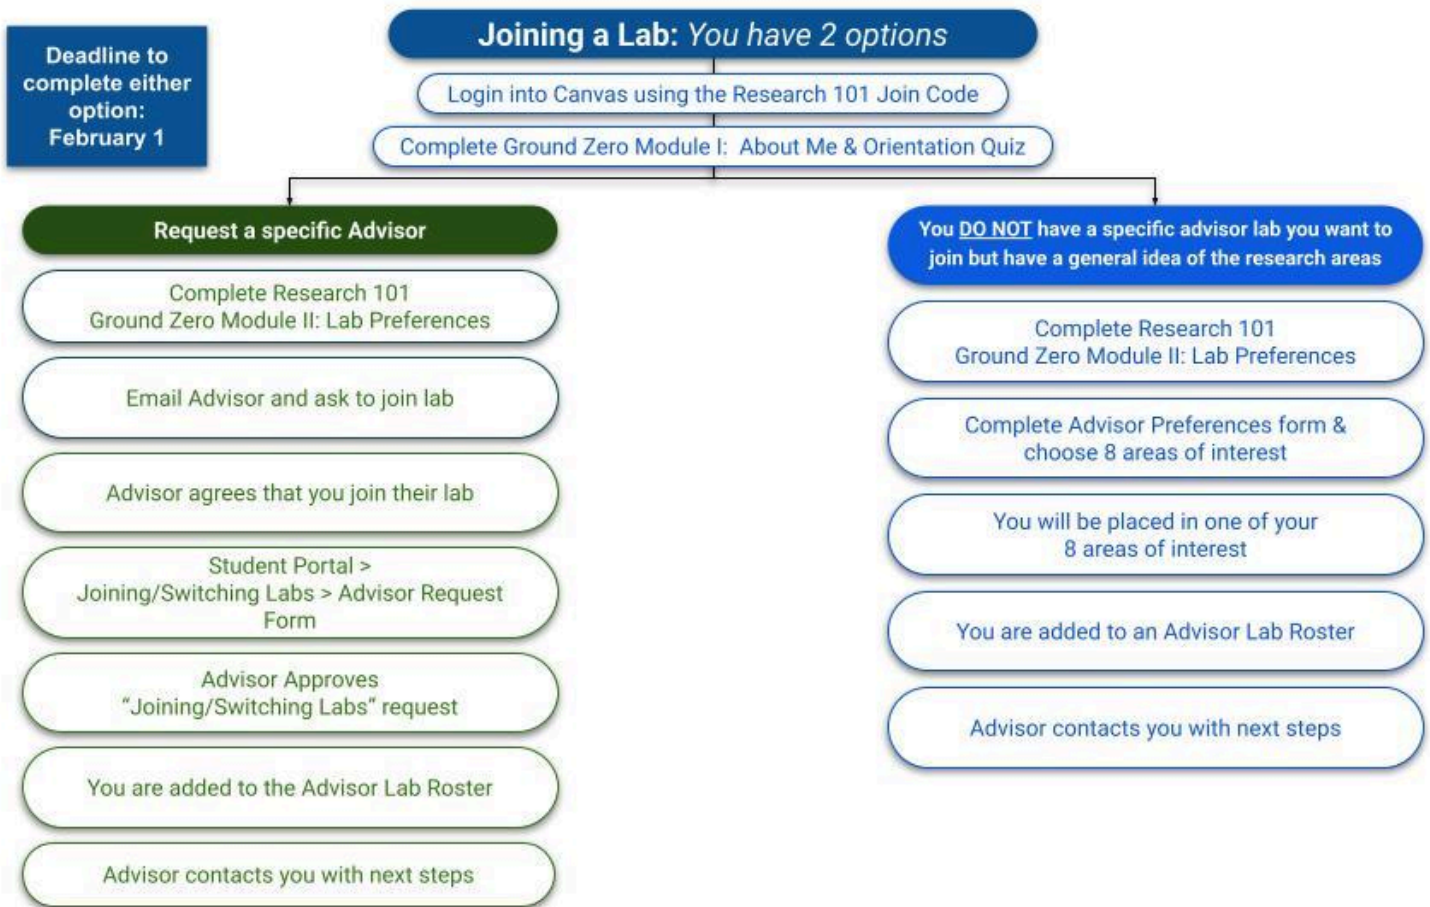 Deadline to
complete either
option:
February 1
Joining a Lab: You have 2 options
Login into Canvas using the Research 101 Join Code
Complete Ground Zero Module I: About Me & Orientation Quiz
Request a specific Advisor
Complete Research 101
Ground Zero Module II: Lab Preferences
Email Advisor and ask to join lab
Advisor agrees that you join their lab
Student Portal >
Joining/Switching Labs > Advisor Request
Form
Advisor Approves
“Joining/Switching Labs” request
You are added to the Advisor Lab Roster
Advisor contacts you with next steps
You DO NOT have a specific advisor lab you want to
join but have a general idea of the research areas
Complete Research 101
Ground Zero Module II: Lab Preferences
Complete Advisor Preferences form &
choose 8 areas of interest
You will be placed in one of your
8 areas of interest
You are added to an Advisor Lab Roster
Advisor contacts you with next steps